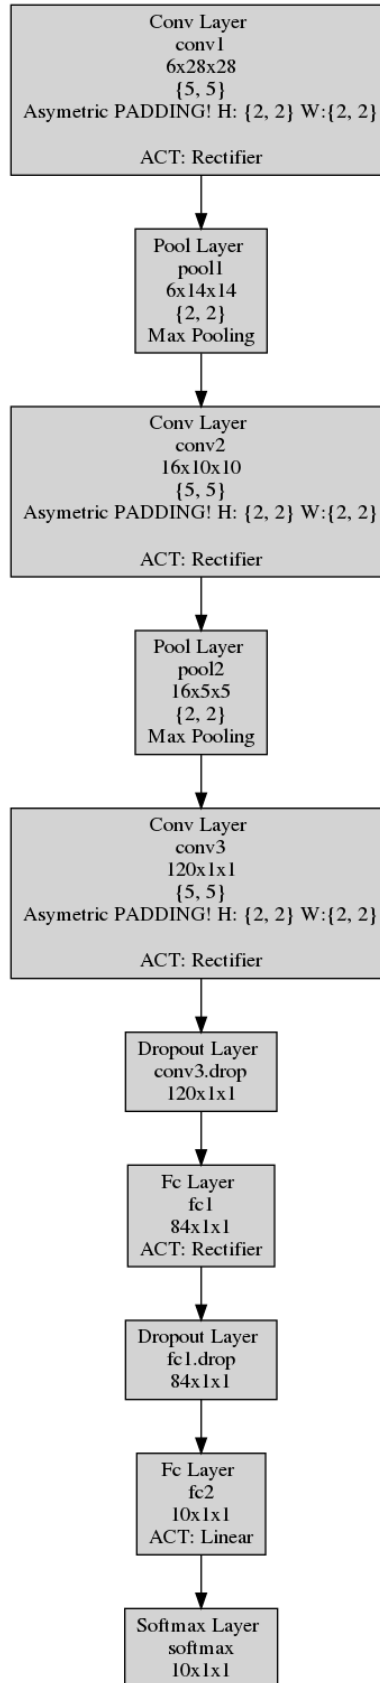 Conv Layer
conv1
6x28x28
{5, 5}
Asymetric PADDING! H: {2, 2} W:{2, 2}
ACT: Rectifier
Pool Layer
pool1
6x14x14
{2, 2}
Max Pooling
Conv Layer
conv2
16x10x10
{5, 5}
Asymetric PADDING! H: {2, 2} W:{2, 2}
ACT: Rectifier
Pool Layer
pool2
16x5x5
{2, 2}
Max Pooling
Conv Layer
conv3
120x1x1
{5, 5}
Asymetric PADDING! H: {2, 2} W:{2, 2}
ACT: Rectifier
Dropout Layer
conv3.drop
120x1x1
Fc Layer
fc1
84x1x1
ACT: Rectifier
Dropout Layer
fc1.drop
84x1x1
Fc Layer
fc2
10x1x1
ACT: Linear
Softmax Layer
softmax
10x1x1